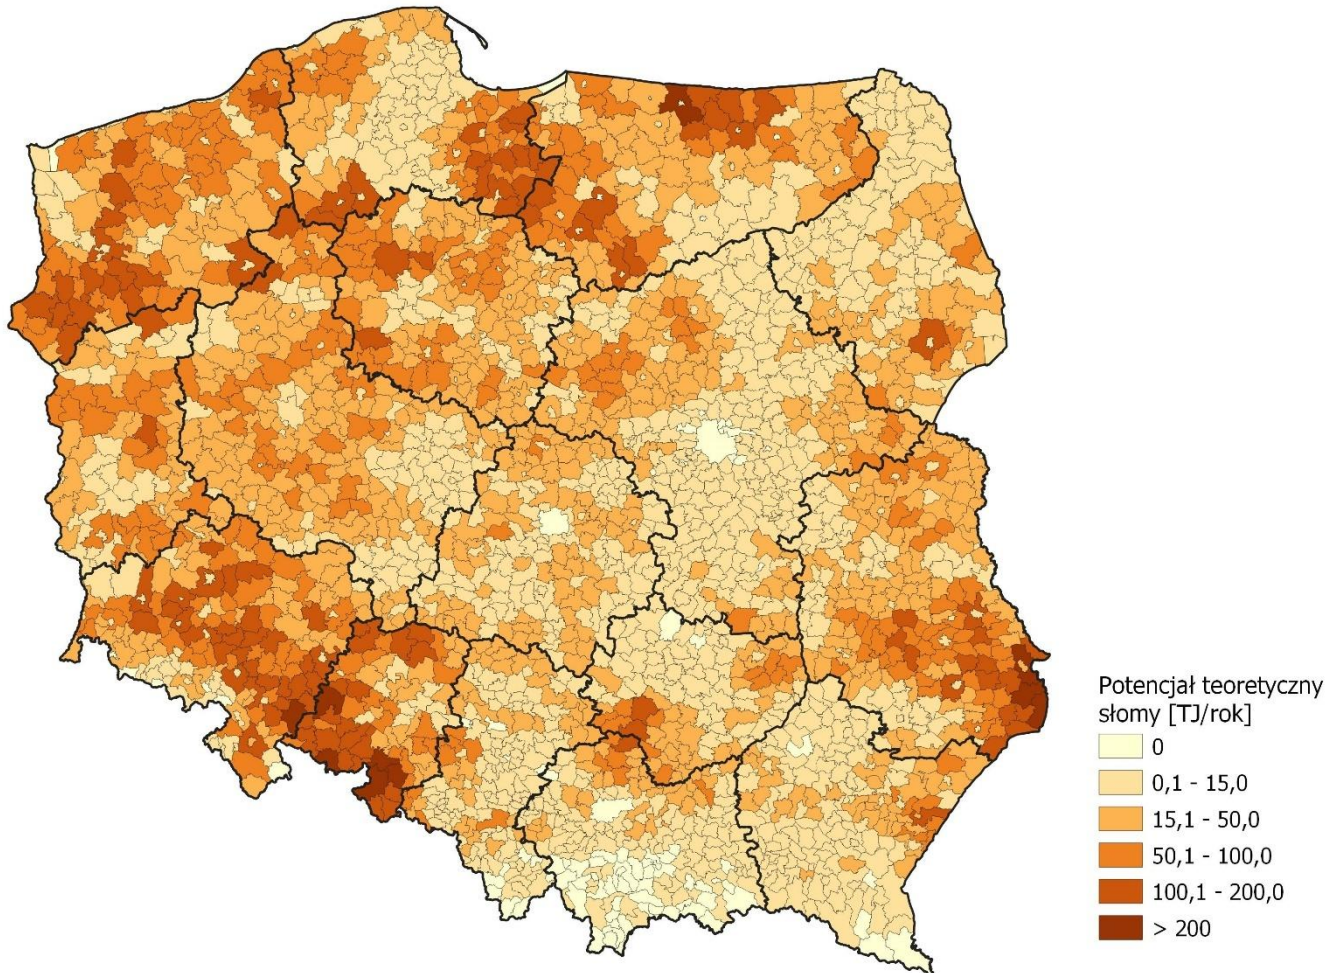 Potencjał teoretyczny
słomy [TJ/rok]
0
0,1 - 15,0
15,1 - 50,0
50,1 - 100,0
100,1 - 200,0
> 200